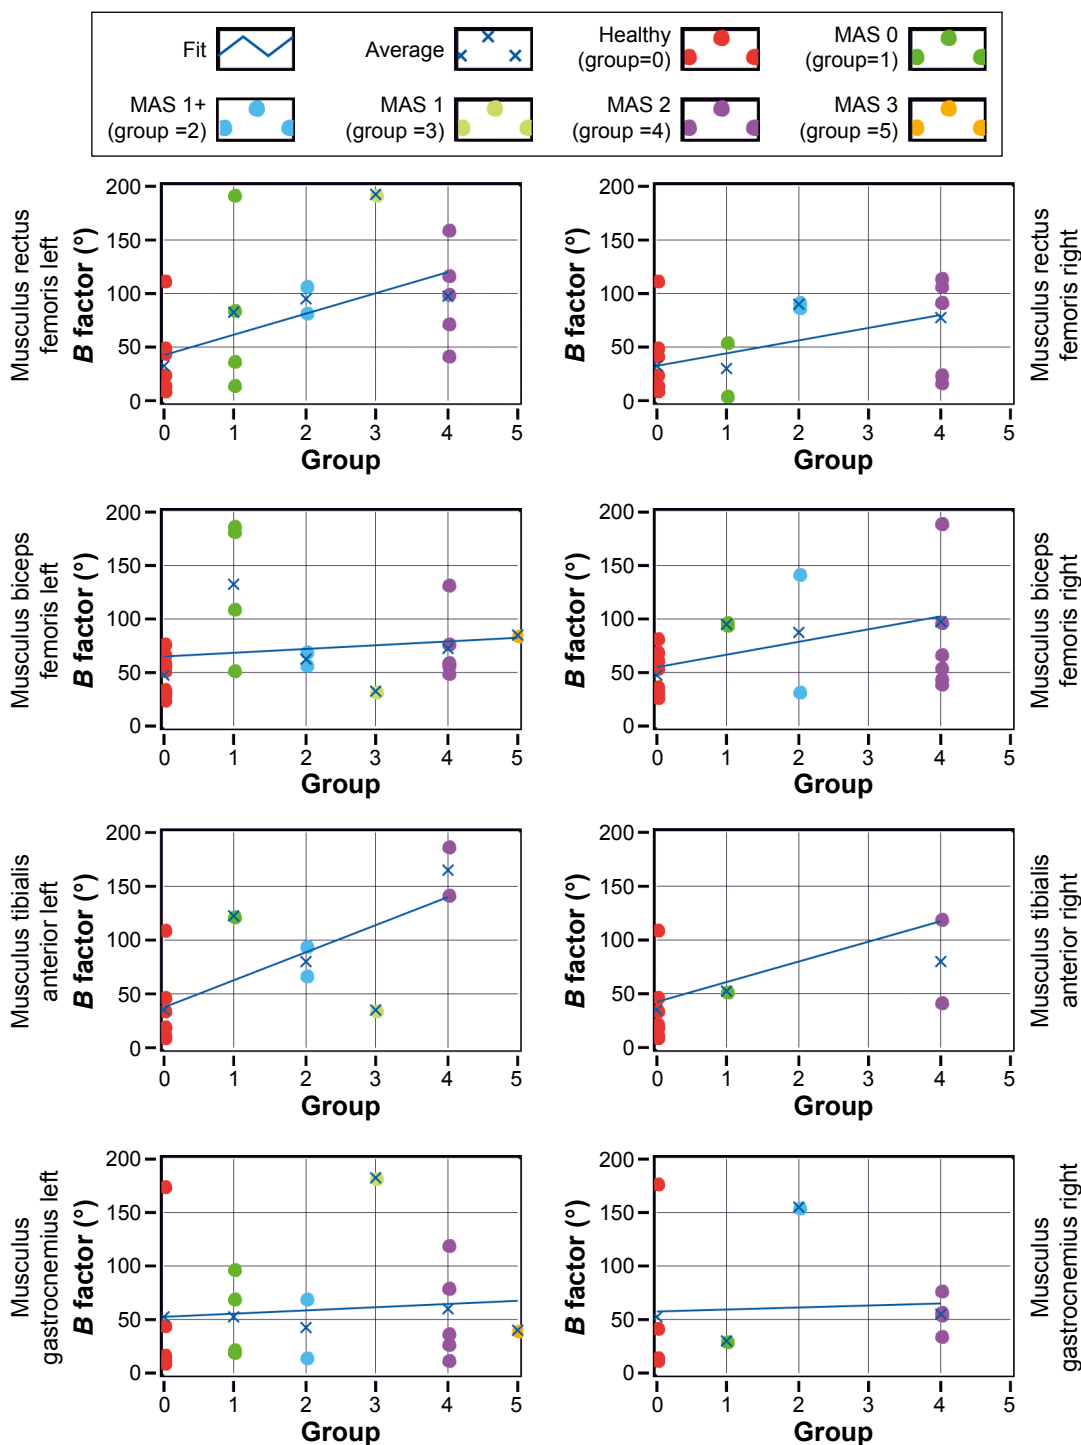 Fit
Average
Healthy
(group=0)
MAS 0
(group=1)
MAS 1+
(group =2)
MAS 1
(group =3)
MAS 2
(group =4)
MAS 3
(group =5)
Musculus rectus
femoris left
B factor (°)
200
150
100
50
0
0 1 2 3 4 5
Group
B factor (°)
200
150
100
50
0
0 1 2 3 4 5
Group
Musculus rectus
femoris right
Musculus biceps
femoris left
B factor (°)
200
150
100
50
0
0 1 2 3 4 5
Group
B factor (°)
200
150
100
50
0
0 1 2 3 4 5
Group
Musculus biceps
femoris right
Musculus tibialis
anterior left
B factor (°)
200
150
100
50
0
0 1 2 3 4 5
Group
B factor (°)
200
150
100
50
0
0 1 2 3 4 5
Group
Musculus tibialis
anterior right
Musculus
gastrocnemius left
B factor (°)
200
150
100
50
0
0 1 2 3 4 5
Group
B factor (°)
200
150
100
50
0
0 1 2 3 4 5
Group
Musculus
gastrocnemius right